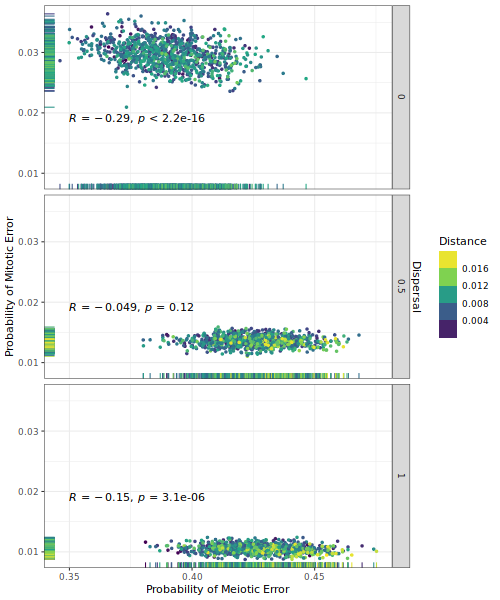 0.03
0.02
0.01
R = −0.29, p < 2.2e-16
0
0.03
0.02
0.01
R = −0.049, p = 0.12
0.5
0.03
0.02
0.01
R = −0.15, p = 3.1e-06
1
0.35
0.40
0.45
Probability of Meiotic Error
Probability of Mitotic Error
Dispersal
Distance
0.016
0.012
0.008
0.004